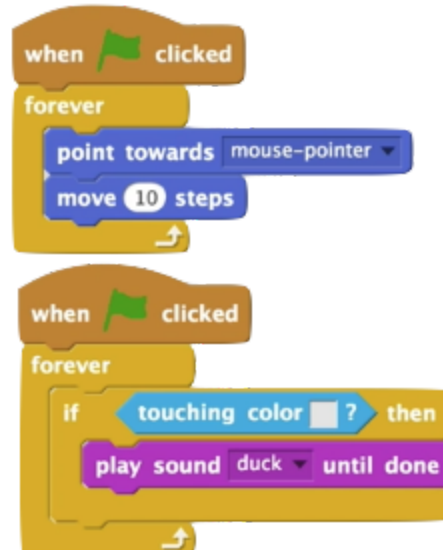 when clicked
forever
point towards mouse-pointer
move 10 steps
when clicked
forever
if touching color ? then
play sound duck until done